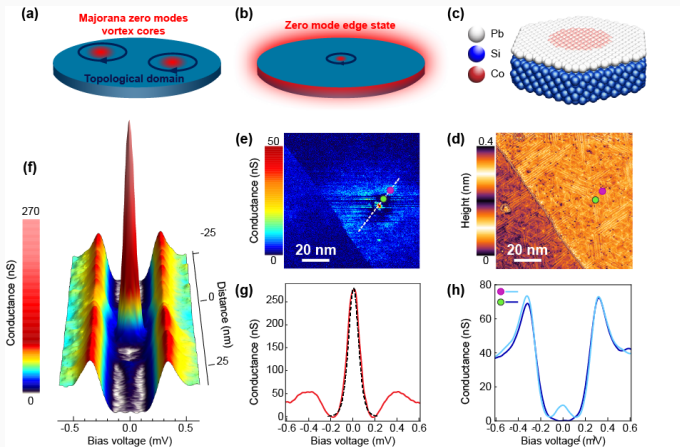 (a)
Majorana zero modes
vortex cores
Topological domain
(b)
Zero mode edge state
(c)
Pb
Si
Co
(f)
270
Conductance (nS)
0
-25
0
25
Distance (nm)
-0.5
0.0
0.5
Bias voltage (mV)
(e)
50
Conductance (nS)
0
20 nm
(d)
0.4
Height (nm)
0
20 nm
(g)
250
200
150
100
50
0
Conductance (nS)
-0.6 -0.4 -0.2 0 0.2 0.4 0.6
Bias voltage (mV)
(h)
80
60
40
20
0
Conductance (nS)
-0.6 -0.4 -0.2 0 0.2 0.4 0.6
Bias voltage (mV)